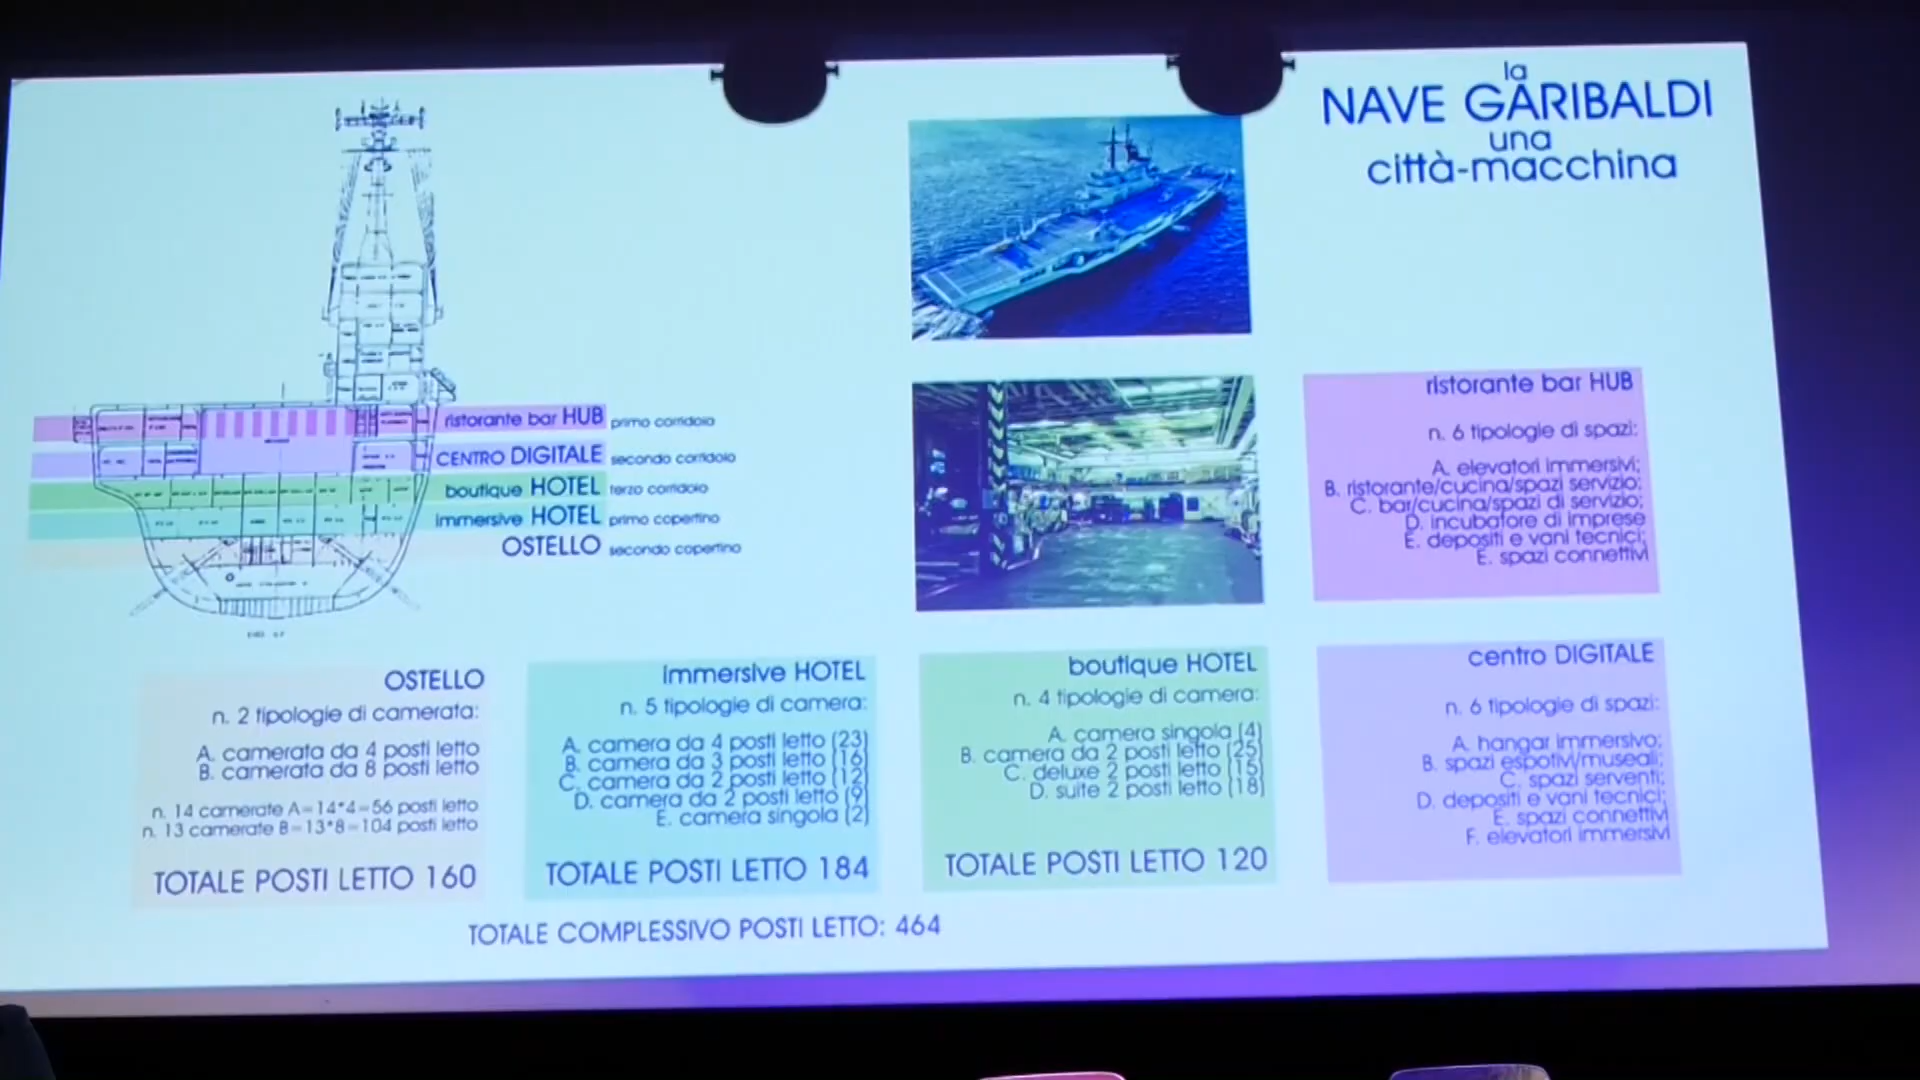 la
NAVE GARIBALDI
una
città-macchina
ristorante bar HUB primo corridoio
CENTRO DIGITALE secondo corridoio
boutique HOTEL terzo corridoio
immersive HOTEL primo copertino
OSTELLO secondo copertino
ristorante bar HUB
n. 6 tipologie di spazi:
A. elevatori immersivi;
B. ristorante/cucina/spazi servizio;
C. bar/cucina/spazi di servizio;
D. incubatore di imprese
E. depositi e vani tecnici;
E. spazi connettivi
OSTELLO
n. 2 tipologie di camerata:
A. camerata da 4 posti letto
B. camerata da 8 posti letto
n. 14 camerate A=14*4=56 posti letto
n. 13 camerate B=13*8=104 posti letto
TOTALE POSTI LETTO 160
immersive HOTEL
n. 5 tipologie di camera:
A. camera da 4 posti letto (23)
B. camera da 3 posti letto (16)
C. camera da 2 posti letto (12)
D. camera da 2 posti letto (9)
E. camera singola (2)
TOTALE POSTI LETTO 184
boutique HOTEL
n. 4 tipologie di camera:
A. camera singola (4)
B. camera da 2 posti letto (25)
C. deluxe 2 posti letto (15)
D. suite 2 posti letto (18)
TOTALE POSTI LETTO 120
centro DIGITALE
n. 6 tipologie di spazi:
A. hangar immersivo;
B. spazi espotivi/museali;
C. spazi serventi;
D. depositi e vani tecnici;
E. spazi connettivi
F. elevatori immersivi
TOTALE COMPLESSIVO POSTI LETTO: 464